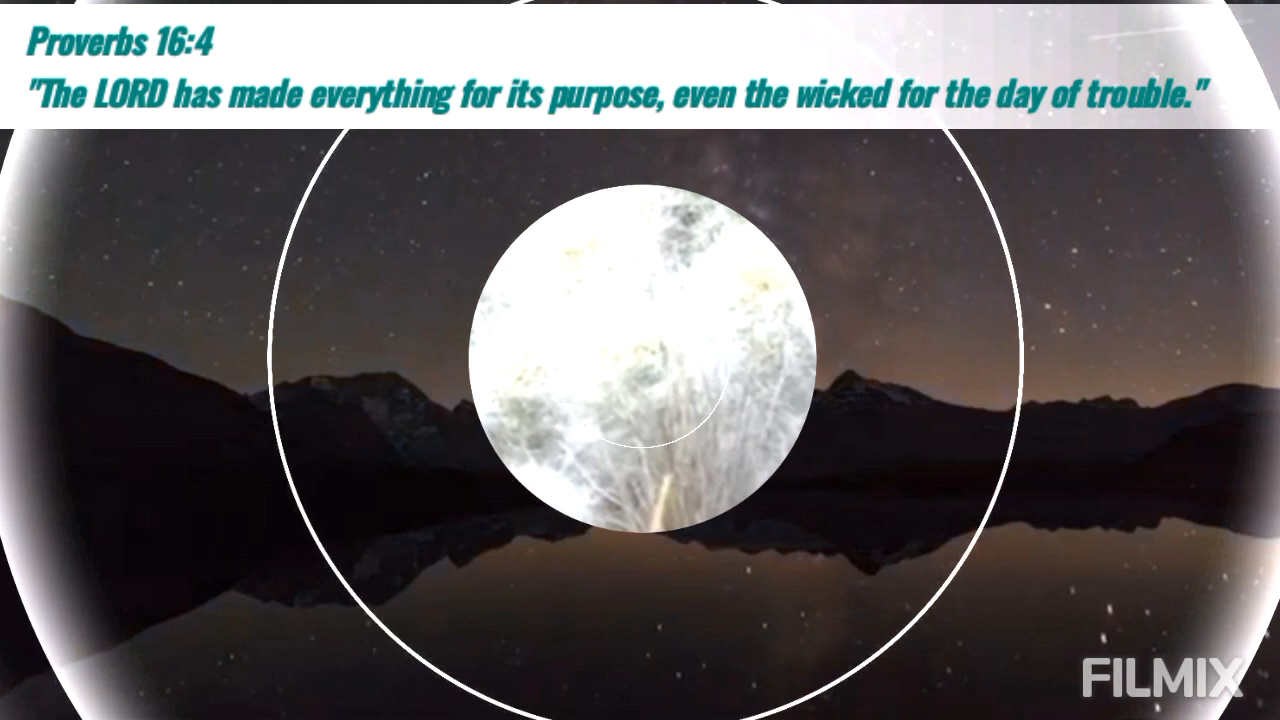 Proverbs 16:4
"The LORD has made everything for its purpose, even the wicked for the day of trouble."
FILMIX